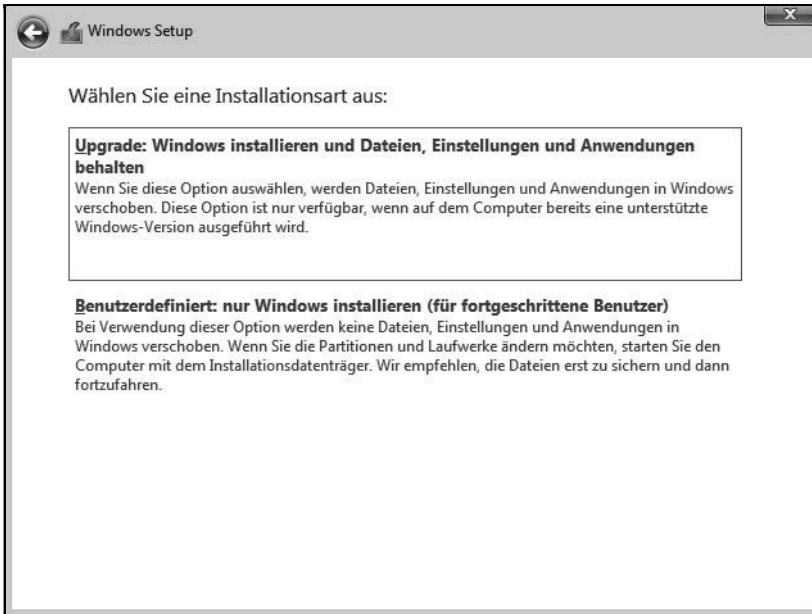 Windows Setup
Wählen Sie eine Installationsart aus:
Upgrade: Windows installieren und Dateien, Einstellungen und Anwendungen
behalten
Wenn Sie diese Option auswählen, werden Dateien, Einstellungen und Anwendungen in Windows
verschoben. Diese Option ist nur verfügbar, wenn auf dem Computer bereits eine unterstützte
Windows-Version ausgeführt wird.
Benutzerdefiniert: nur Windows installieren (für fortgeschrittene Benutzer)
Bei Verwendung dieser Option werden keine Dateien, Einstellungen und Anwendungen in
Windows verschoben. Wenn Sie die Partitionen und Laufwerke ändern möchten, starten Sie den
Computer mit dem Installationsdatenträger. Wir empfehlen, die Dateien erst zu sichern und dann
fortzufahren.